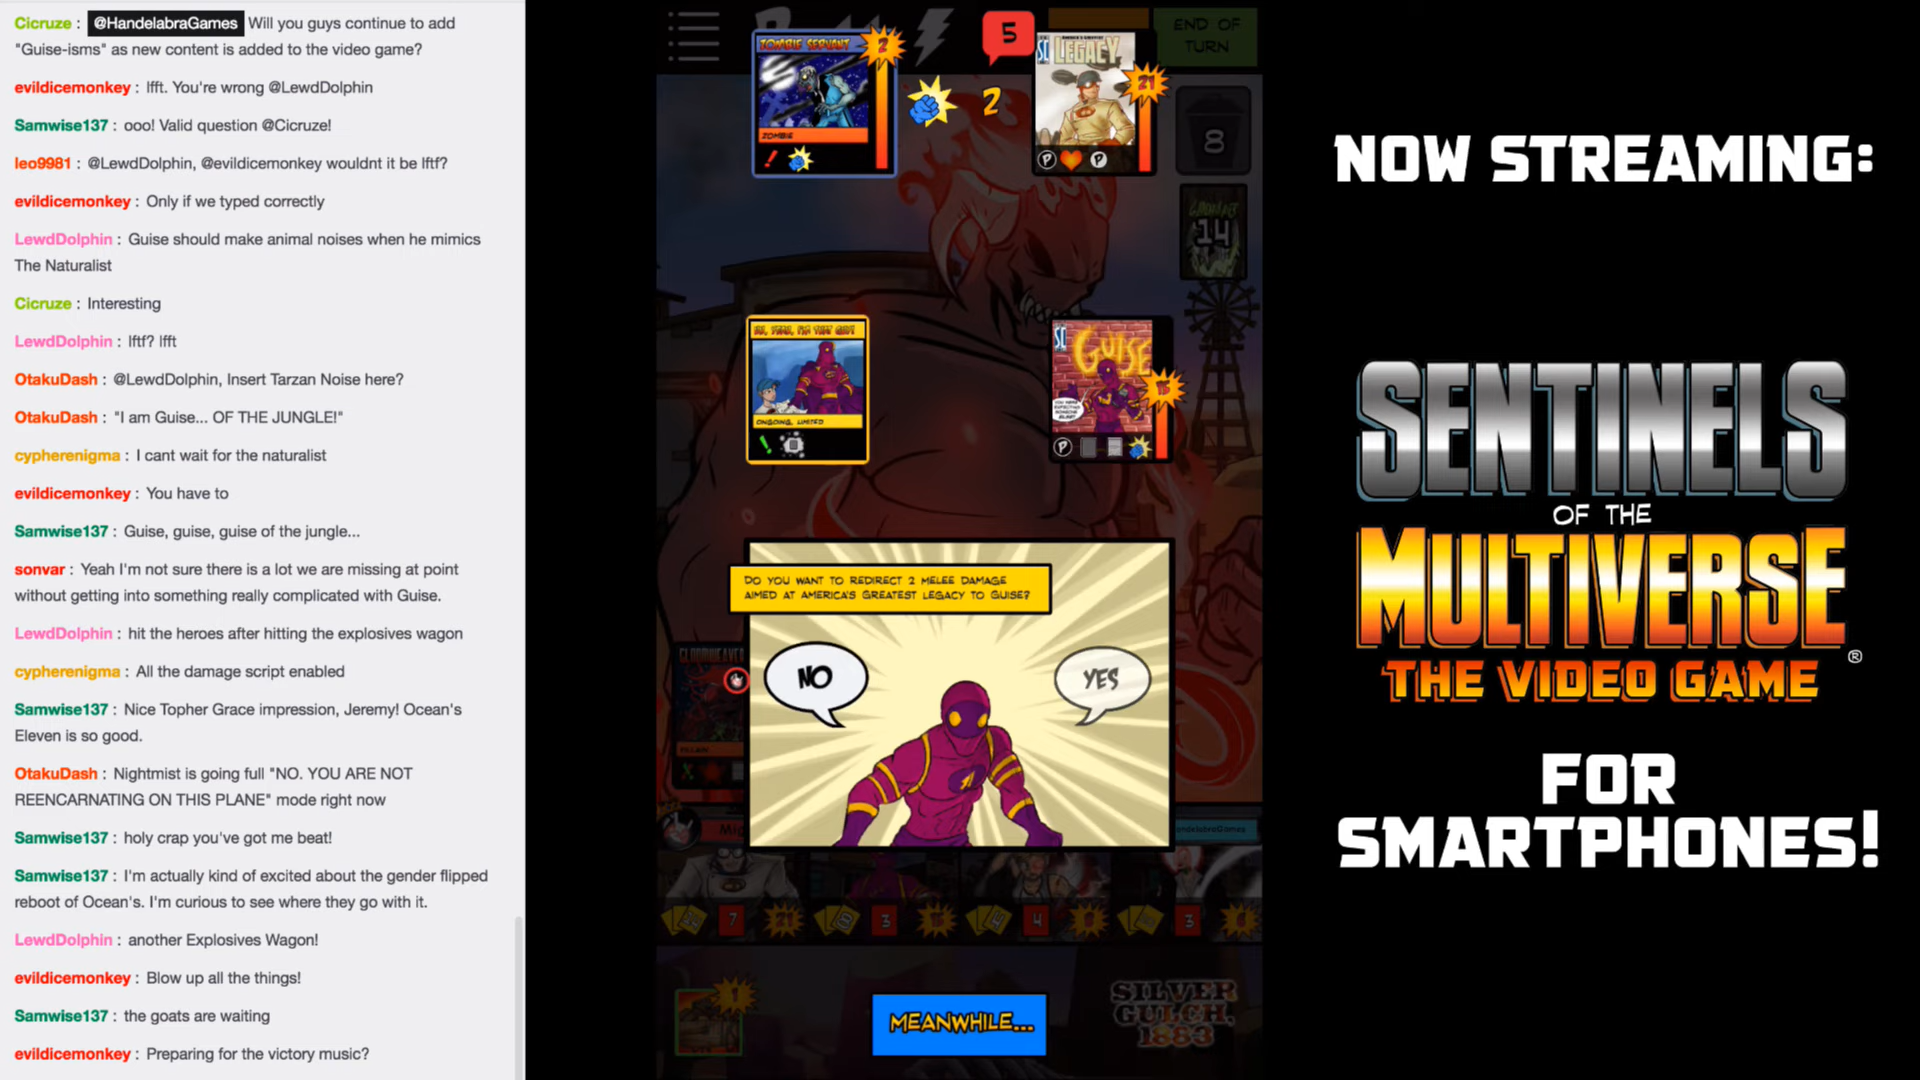 Cicruze : @HandelabraGames Will you guys continue to add
"Guise-isms" as new content is added to the video game?
evildicemonkey : lfft. You're wrong @LewdDolphin
Samwise137 : ooo! Valid question @Cicruze!
leo9981 : @LewdDolphin, @evildicemonkey wouldnt it be lftf?
evildicemonkey : Only if we typed correctly
LewdDolphin : Guise should make animal noises when he mimics
The Naturalist
Cicruze : Interesting
LewdDolphin : lftf? lfft
OtakuDash : @LewdDolphin, Insert Tarzan Noise here?
OtakuDash : "I am Guise... OF THE JUNGLE!"
cypherenigma : I cant wait for the naturalist
evildicemonkey : You have to
Samwise137 : Guise, guise, guise of the jungle...
sonvar : Yeah I'm not sure there is a lot we are missing at point
without getting into something really complicated with Guise.
LewdDolphin : hit the heroes after hitting the explosives wagon
cypherenigma : All the damage script enabled
Samwise137 : Nice Topher Grace impression, Jeremy! Ocean's
Eleven is so good.
OtakuDash : Nightmist is going full "NO. YOU ARE NOT
REENCARNATING ON THIS PLANE" mode right now
Samwise137 : holy crap you've got me beat!
Samwise137 : I'm actually kind of excited about the gender flipped
reboot of Ocean's. I'm curious to see where they go with it.
LewdDolphin : another Explosives Wagon!
evildicemonkey : Blow up all the things!
Samwise137 : the goats are waiting
evildicemonkey : Preparing for the victory music?
5
END OF
TURN
ZOMBIE SERVANT
2
ZOMBIE
2
LEGACY
21
8
14
ONGOING, LIMITED
GUISE
DO YOU WANT TO REDIRECT 2 MELEE DAMAGE
AIMED AT AMERICA'S GREATEST LEGACY TO GUISE?
NO
YES
7
3
4
3
1
MEANWHILE...
SILVER
GULCH,
1883
NOW STREAMING:
SENTINELS
OF THE
MULTIVERSE
®
THE VIDEO GAME
FOR
SMARTPHONES!